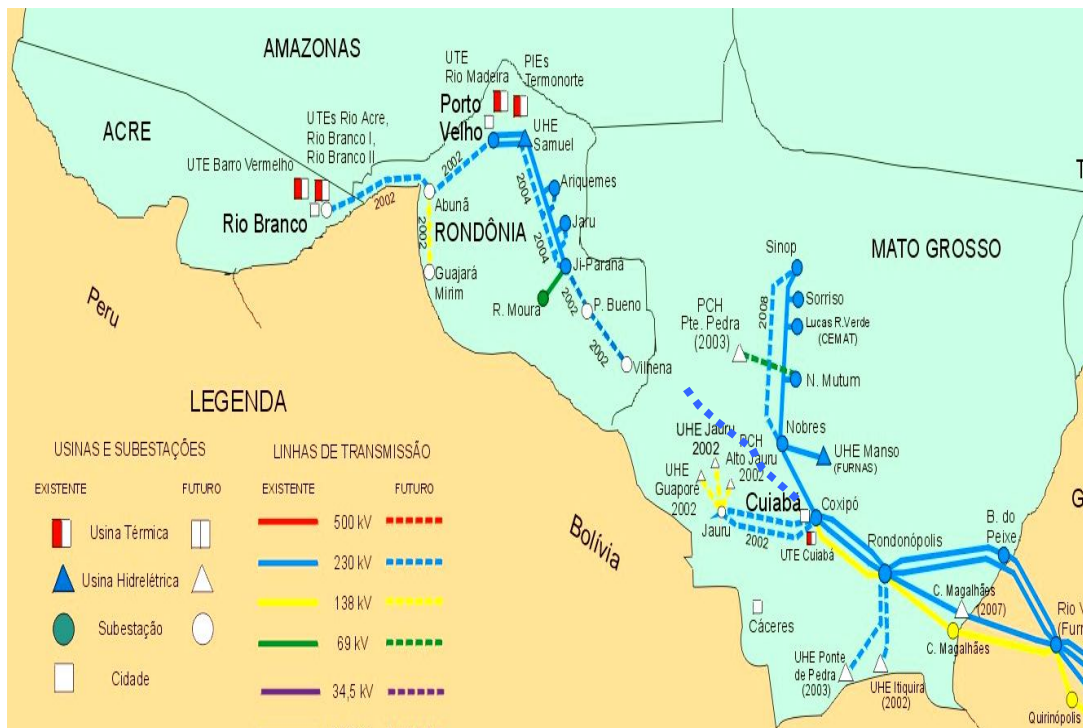 AMAZONAS
ACRE
UTE
Rio Madeira
PIEs
Termonorte
Porto
Velho
UHE
Samuel
UTEs Rio Acre,
Rio Branco I,
Rio Branco II
UTE Barro Vermelho
Rio Branco
2002
Abunã
2002
2002
Guajará
Mirim
RONDÔNIA
2004
2004
Ariquemes
Jaru
Ji-Paraná
R. Moura
2002
P. Bueno
2002
Vilhena
Peru
Bolívia
MATO GROSSO
Sinop
2008
Sorriso
Lucas R.Verde
(CEMAT)
PCH
Pte. Pedra
(2003)
N. Mutum
Nobres
UHE Manso
(FURNAS)
UHE Jauru
2002
PCH
Alto Jauru
2002
UHE
Guaporé
2002
Jauru
2002
Cuiabá
Coxipó
UTE Cuiabá
Rondonópolis
B. do
Peixe
C. Magalhães
(2007)
C. Magalhães
Rio V
(Furn
Cáceres
UHE Ponte
de Pedra
(2003)
UHE Itiquira
(2002)
Quirinópolis
T
G
LEGENDA
USINAS E SUBESTAÇÕES
LINHAS DE TRANSMISSÃO
EXISTENTE
FUTURO
EXISTENTE
FUTURO
Usina Térmica
500 kV
Usina Hidrelétrica
230 kV
138 kV
Subestação
69 kV
Cidade
34,5 kV